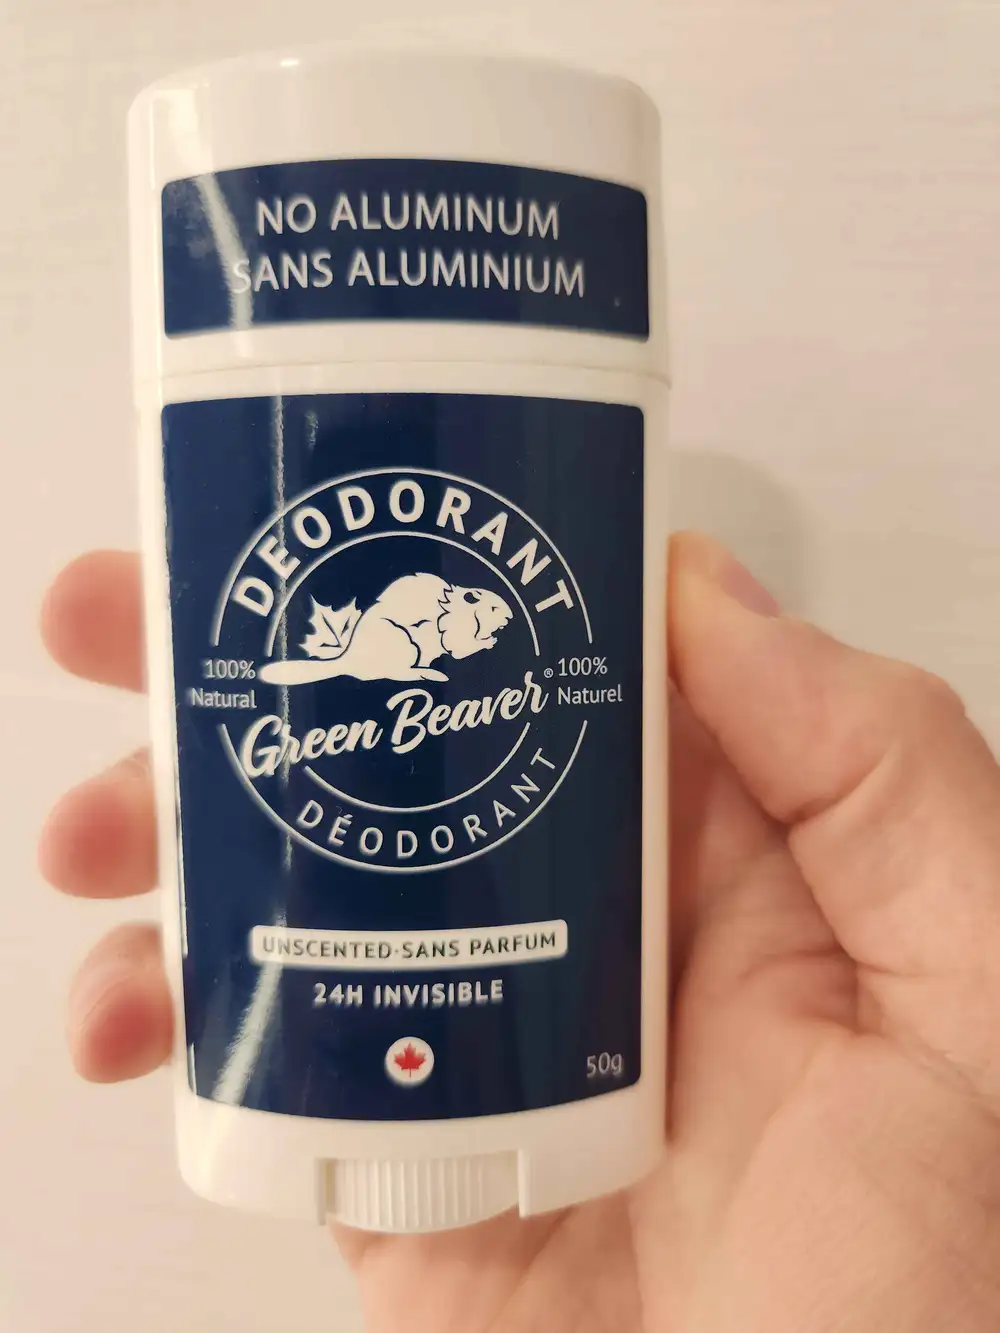 NO ALUMINUM
SANS ALUMINIUM
DEODORANT
100%
Natural
Green Beaver®
100%
Naturel
DÉODORANT
UNSCENTED·SANS PARFUM
24H INVISIBLE
50g